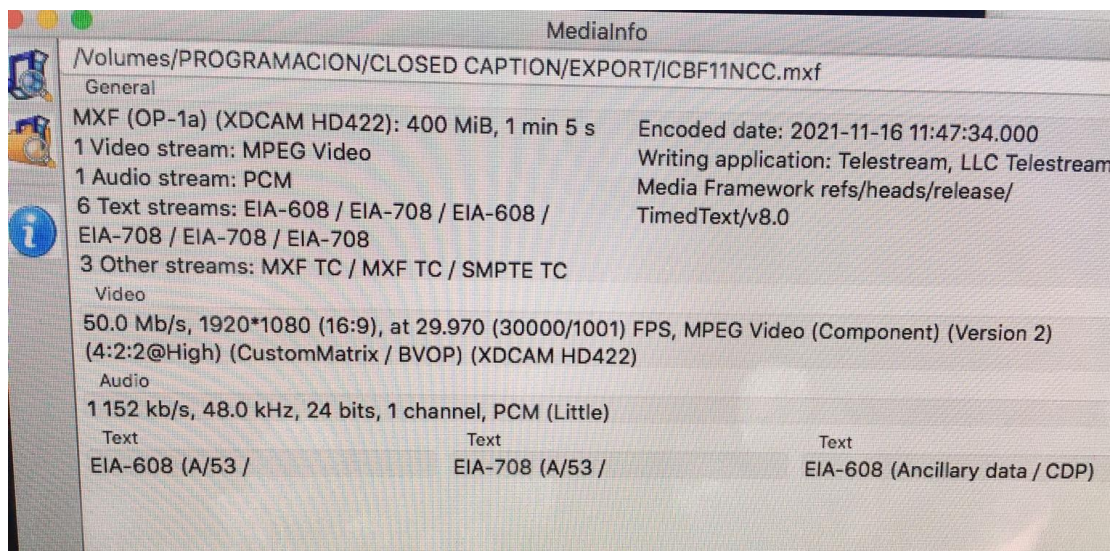 MediaInfo
/Volumes/PROGRAMACION/CLOSED CAPTION/EXPORT/ICBF11NCC.mxf
General
MXF (OP-1a) (XDCAM HD422): 400 MiB, 1 min 5 s
1 Video stream: MPEG Video
1 Audio stream: PCM
6 Text streams: EIA-608 / EIA-708 / EIA-608 /
EIA-708 / EIA-708 / EIA-708
3 Other streams: MXF TC / MXF TC / SMPTE TC
Encoded date: 2021-11-16 11:47:34.000
Writing application: Telestream, LLC Telestream
Media Framework refs/heads/release/
TimedText/v8.0
Video
50.0 Mb/s, 1920*1080 (16:9), at 29.970 (30000/1001) FPS, MPEG Video (Component) (Version 2)
(4:2:2@High) (CustomMatrix / BVOP) (XDCAM HD422)
Audio
1 152 kb/s, 48.0 kHz, 24 bits, 1 channel, PCM (Little)
Text
EIA-608 (A/53 /
Text
EIA-708 (A/53 /
Text
EIA-608 (Ancillary data / CDP)